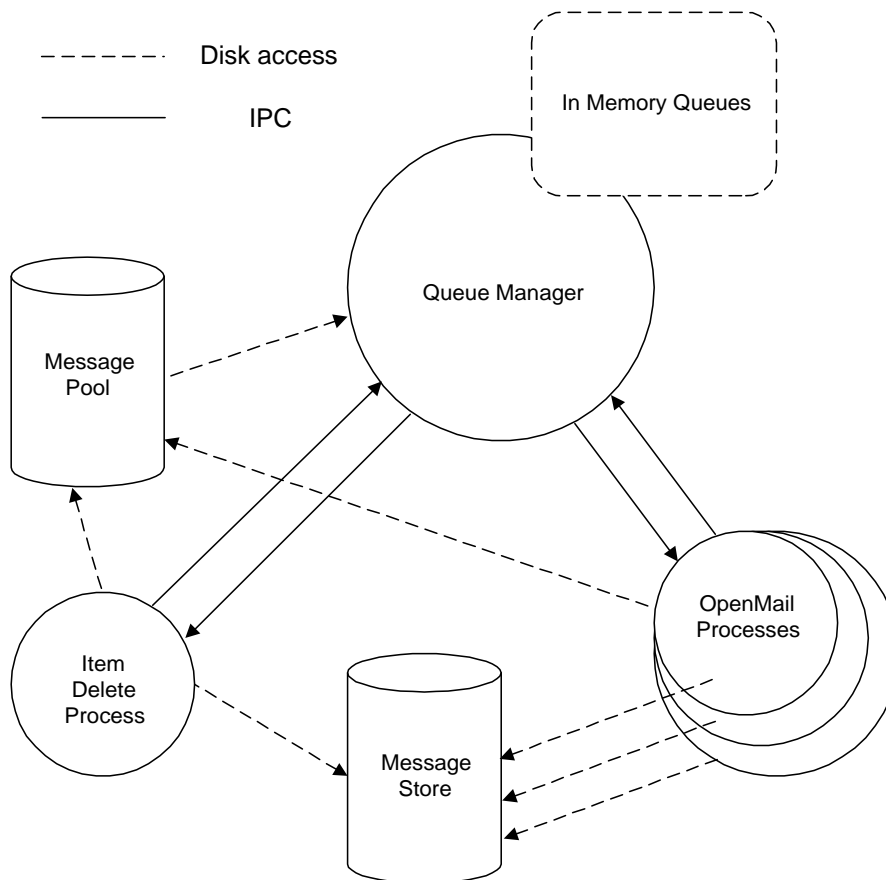 Disk access
IPC
In Memory Queues
Queue Manager
Message
Pool
OpenMail
Processes
Item
Delete
Process
Message
Store